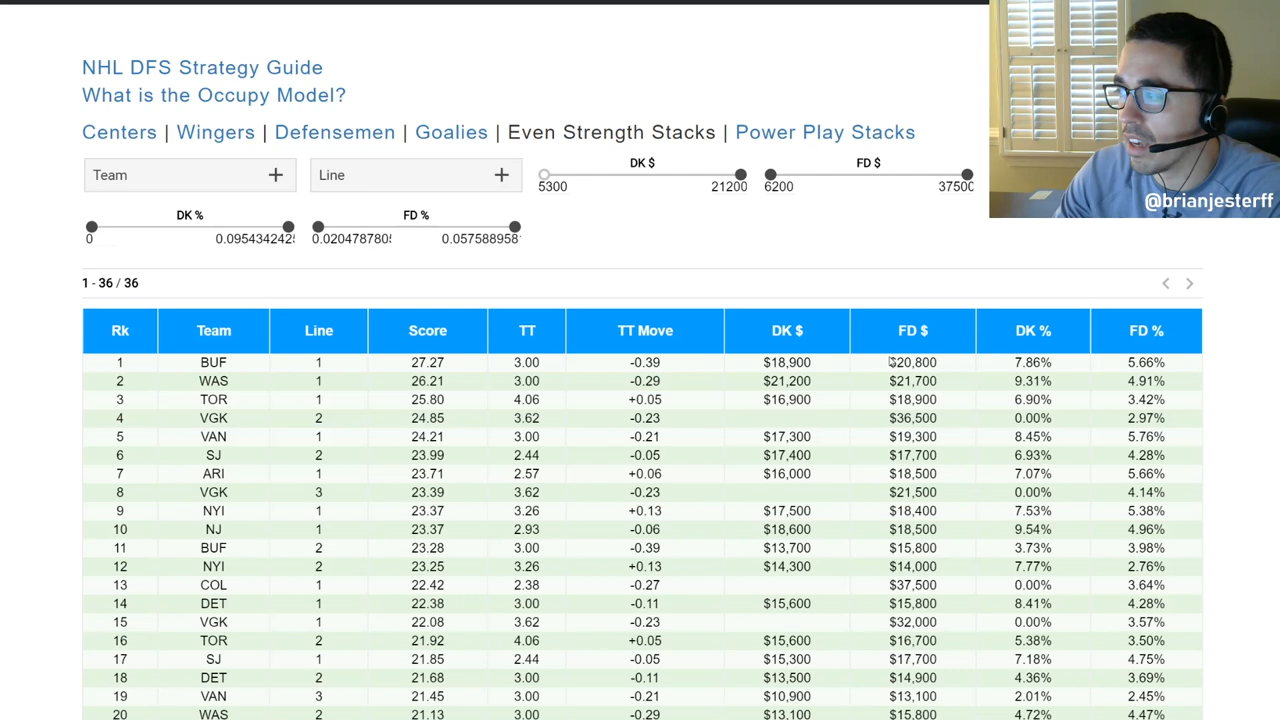 NHL DFS Strategy Guide
What is the Occupy Model?
Centers | Wingers | Defensemen | Goalies | Even Strength Stacks | Power Play Stacks
Team + Line + DK $ FD $
5300 21200 6200 37500
DK % FD %
0 0.095434242 0.020478780 0.05758895
@brianjesterff
1 - 36 / 36 < >
Rk Team Line Score TT TT Move DK $ FD $ DK % FD %
1 BUF 1 27.27 3.00 -0.39 $18,900 $20,800 7.86% 5.66%
2 WAS 1 26.21 3.00 -0.29 $21,200 $21,700 9.31% 4.91%
3 TOR 1 25.80 4.06 +0.05 $16,900 $18,900 6.90% 3.42%
4 VGK 2 24.85 3.62 -0.23 $36,500 0.00% 2.97%
5 VAN 1 24.21 3.00 -0.21 $17,300 $19,300 8.45% 5.76%
6 SJ 2 23.99 2.44 -0.05 $17,400 $17,700 6.93% 4.28%
7 ARI 1 23.71 2.57 +0.06 $16,000 $18,500 7.07% 5.66%
8 VGK 3 23.39 3.62 -0.23 $21,500 0.00% 4.14%
9 NYI 1 23.37 3.26 +0.13 $17,500 $18,400 7.53% 5.38%
10 NJ 1 23.37 2.93 -0.06 $18,600 $18,500 9.54% 4.96%
11 BUF 2 23.28 3.00 -0.39 $13,700 $15,800 3.73% 3.98%
12 NYI 2 23.25 3.26 +0.13 $14,300 $14,000 7.77% 2.76%
13 COL 1 22.42 2.38 -0.27 $37,500 0.00% 3.64%
14 DET 1 22.38 3.00 -0.11 $15,600 $15,800 8.41% 4.28%
15 VGK 1 22.08 3.62 -0.23 $32,000 0.00% 3.57%
16 TOR 2 21.92 4.06 +0.05 $15,600 $16,700 5.38% 3.50%
17 SJ 1 21.85 2.44 -0.05 $15,300 $17,700 7.18% 4.75%
18 DET 2 21.68 3.00 -0.11 $13,500 $14,900 4.36% 3.69%
19 VAN 3 21.45 3.00 -0.21 $10,900 $13,100 2.01% 2.45%
20 WAS 2 21.13 3.00 -0.29 $13,100 $15,800 4.72% 4.47%